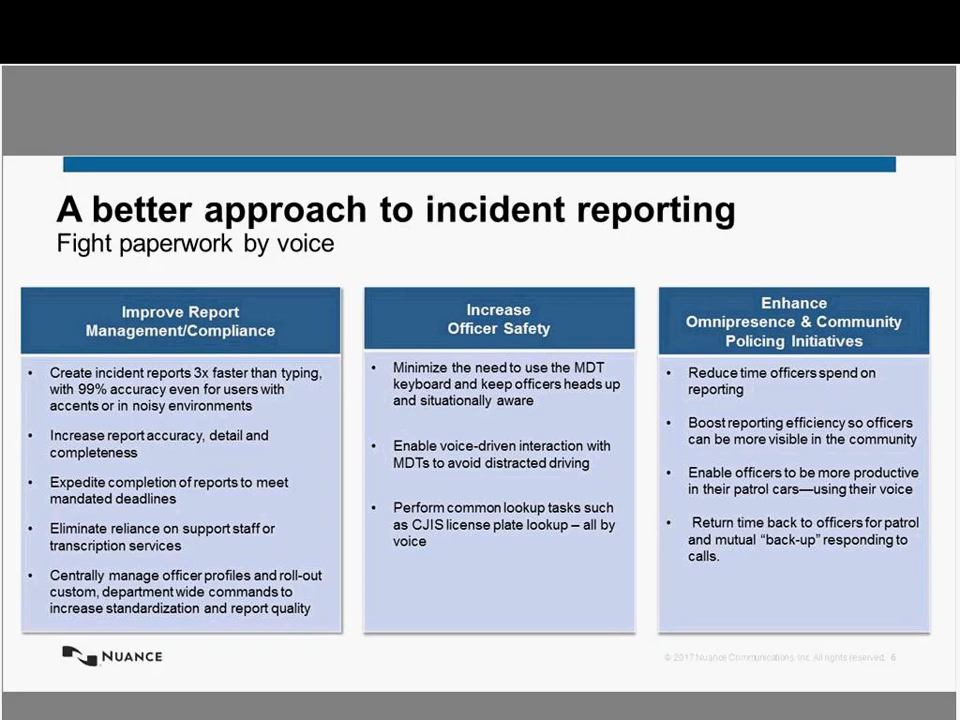 A better approach to incident reporting
Fight paperwork by voice
Improve Report
Management/Compliance
• Create incident reports 3x faster than typing,
with 99% accuracy even for users with
accents or in noisy environments
• Increase report accuracy, detail and
completeness
• Expedite completion of reports to meet
mandated deadlines
• Eliminate reliance on support staff or
transcription services
• Centrally manage officer profiles and roll-out
custom, department wide commands to
increase standardization and report quality
Increase
Officer Safety
• Minimize the need to use the MDT
keyboard and keep officers heads up
and situationally aware
• Enable voice-driven interaction with
MDTs to avoid distracted driving
• Perform common lookup tasks such
as CJIS license plate lookup – all by
voice
Enhance
Omnipresence & Community
Policing Initiatives
• Reduce time officers spend on
reporting
• Boost reporting efficiency so officers
can be more visible in the community
• Enable officers to be more productive
in their patrol cars—using their voice
• Return time back to officers for patrol
and mutual “back-up” responding to
calls.
NUANCE
© 2017 Nuance Communications, Inc. All rights reserved. 6